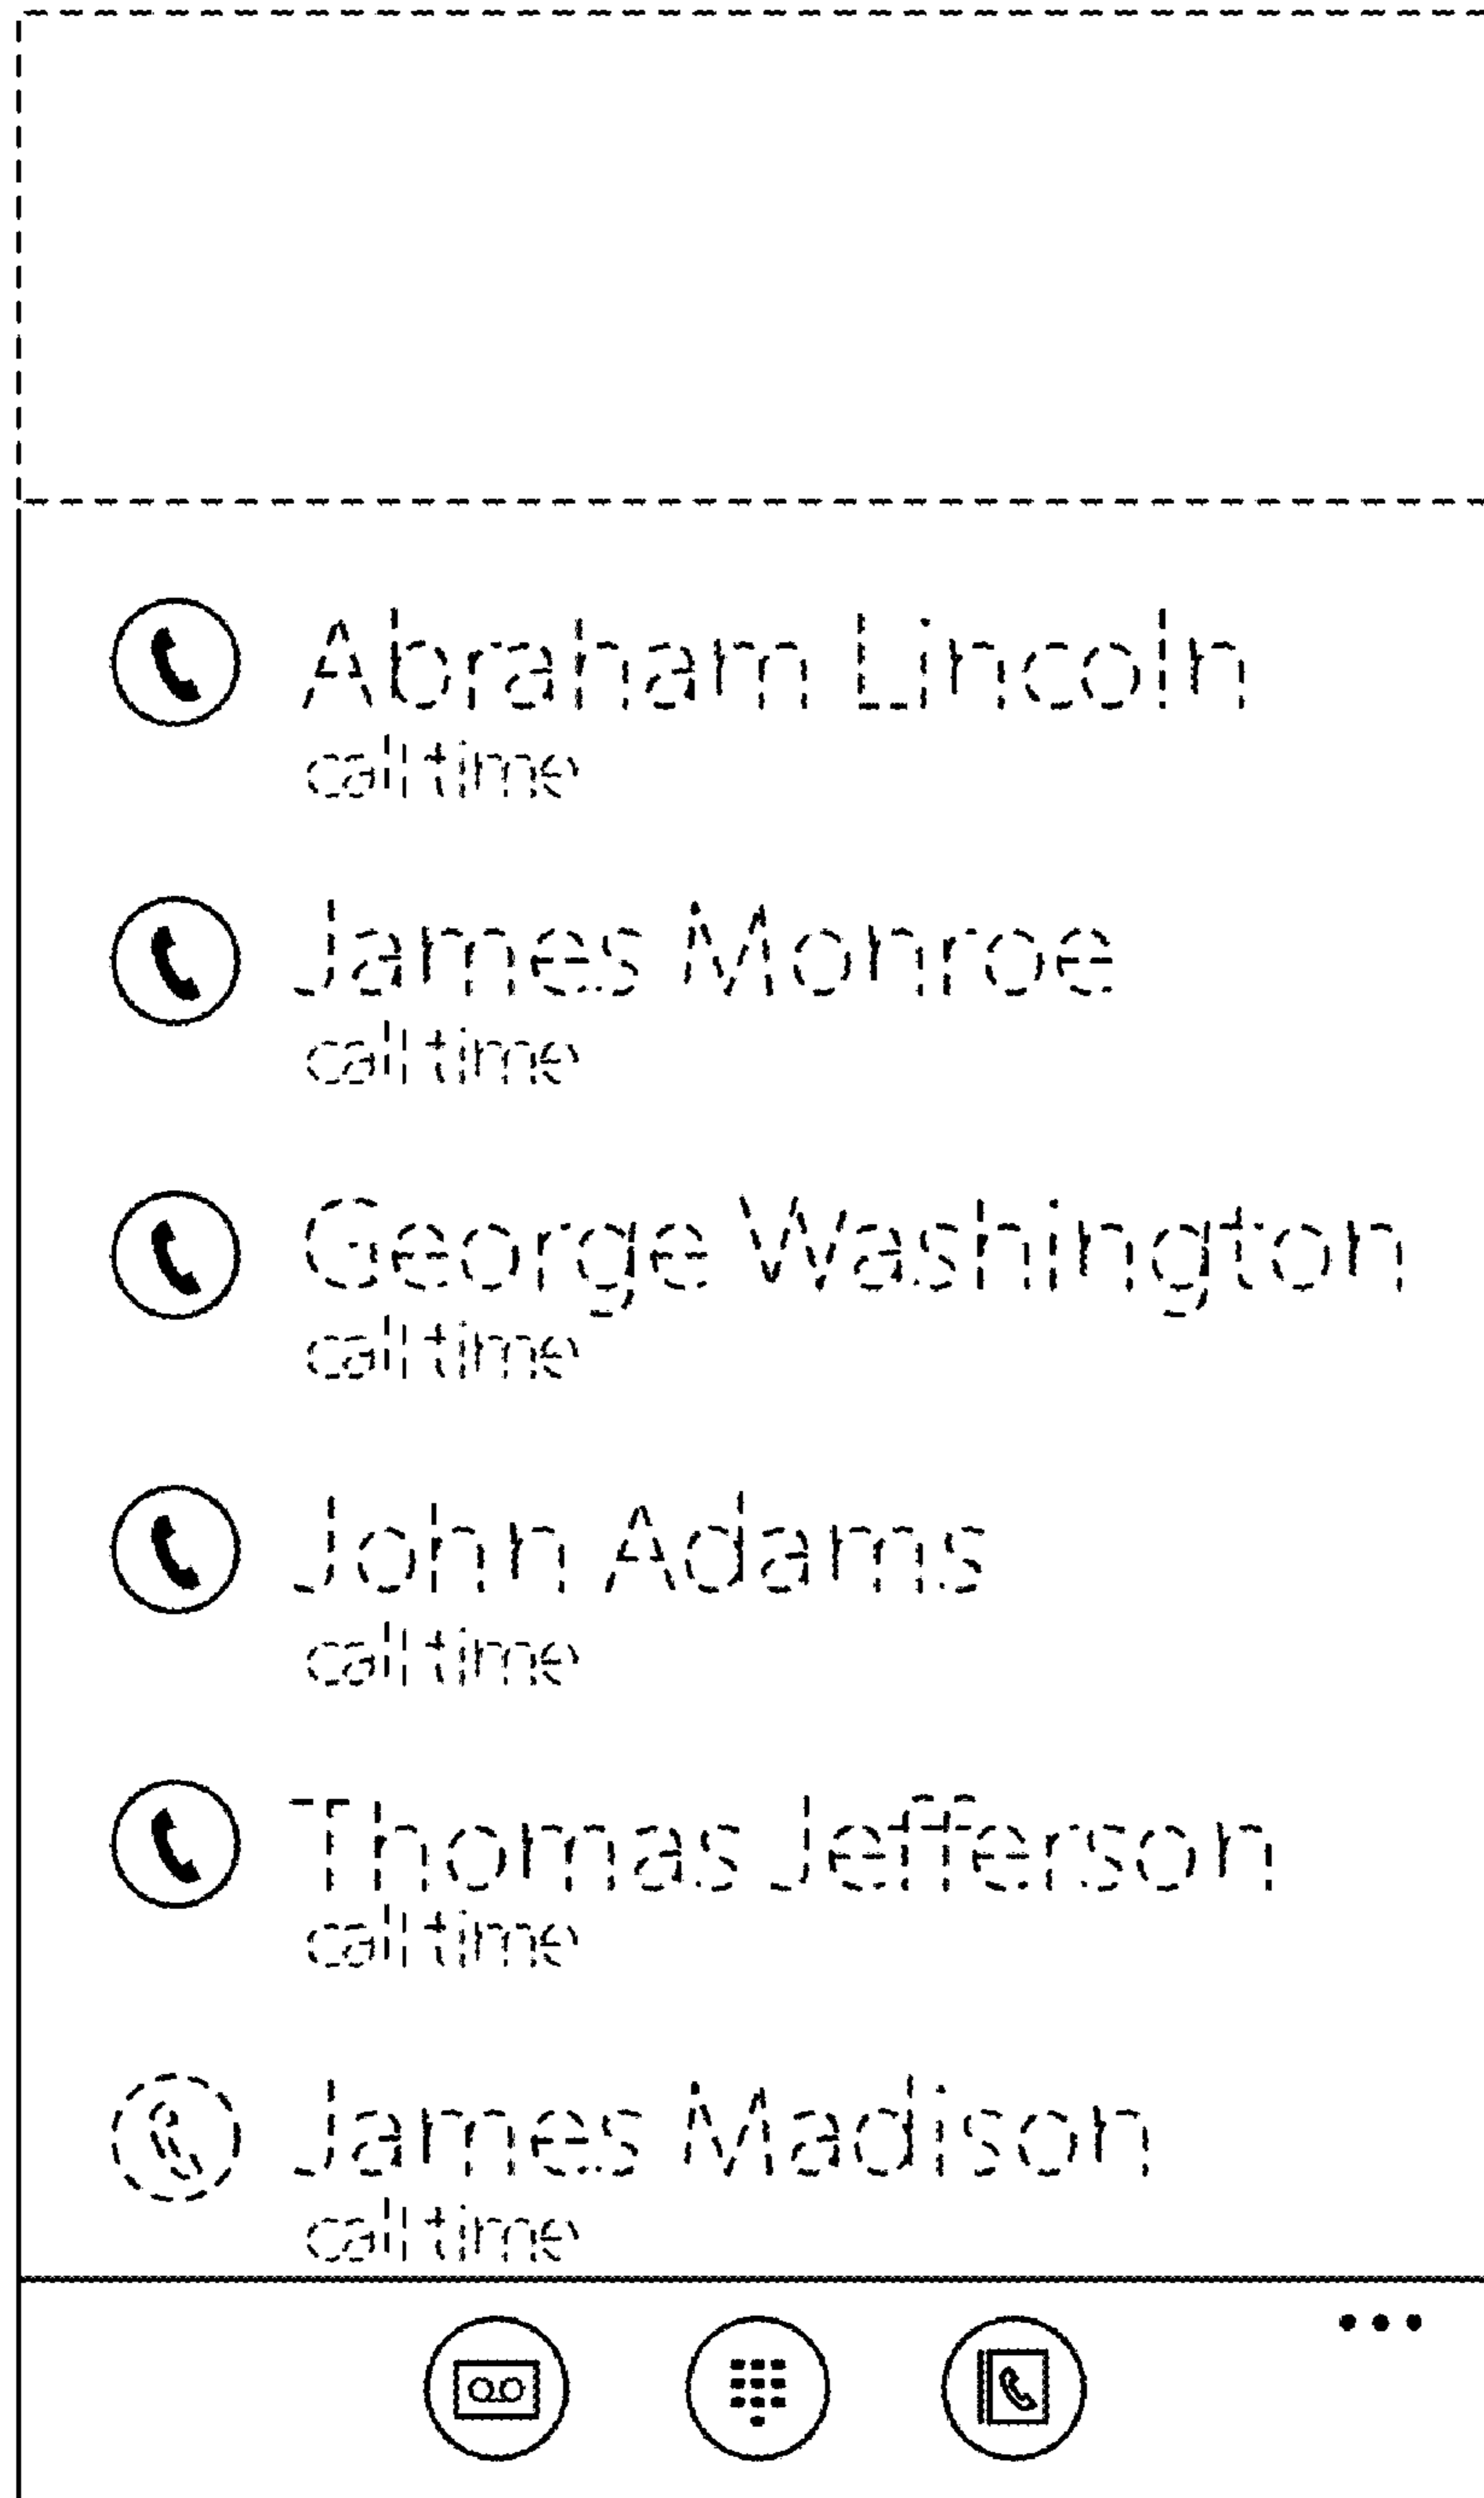 Abraham Lincoln
call time
James Monroe
call time
George Washington
call time
John Adams
call time
Thomas Jefferson
call time
James Madison
call time